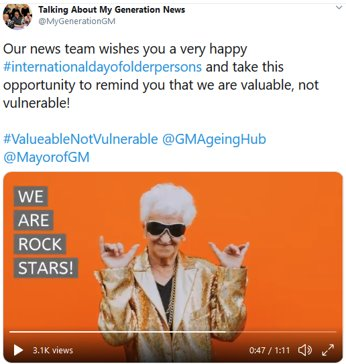 Talking About My Generation News
@MyGenerationGM
Our news team wishes you a very happy
#internationaldayofolderpersons and take this
opportunity to remind you that we are valuable, not
vulnerable!
#ValueableNotVulnerable @GMAgeingHub
@MayorofGM
WE
ARE
ROCK
STARS!
3.1K views
0:47 / 1:11